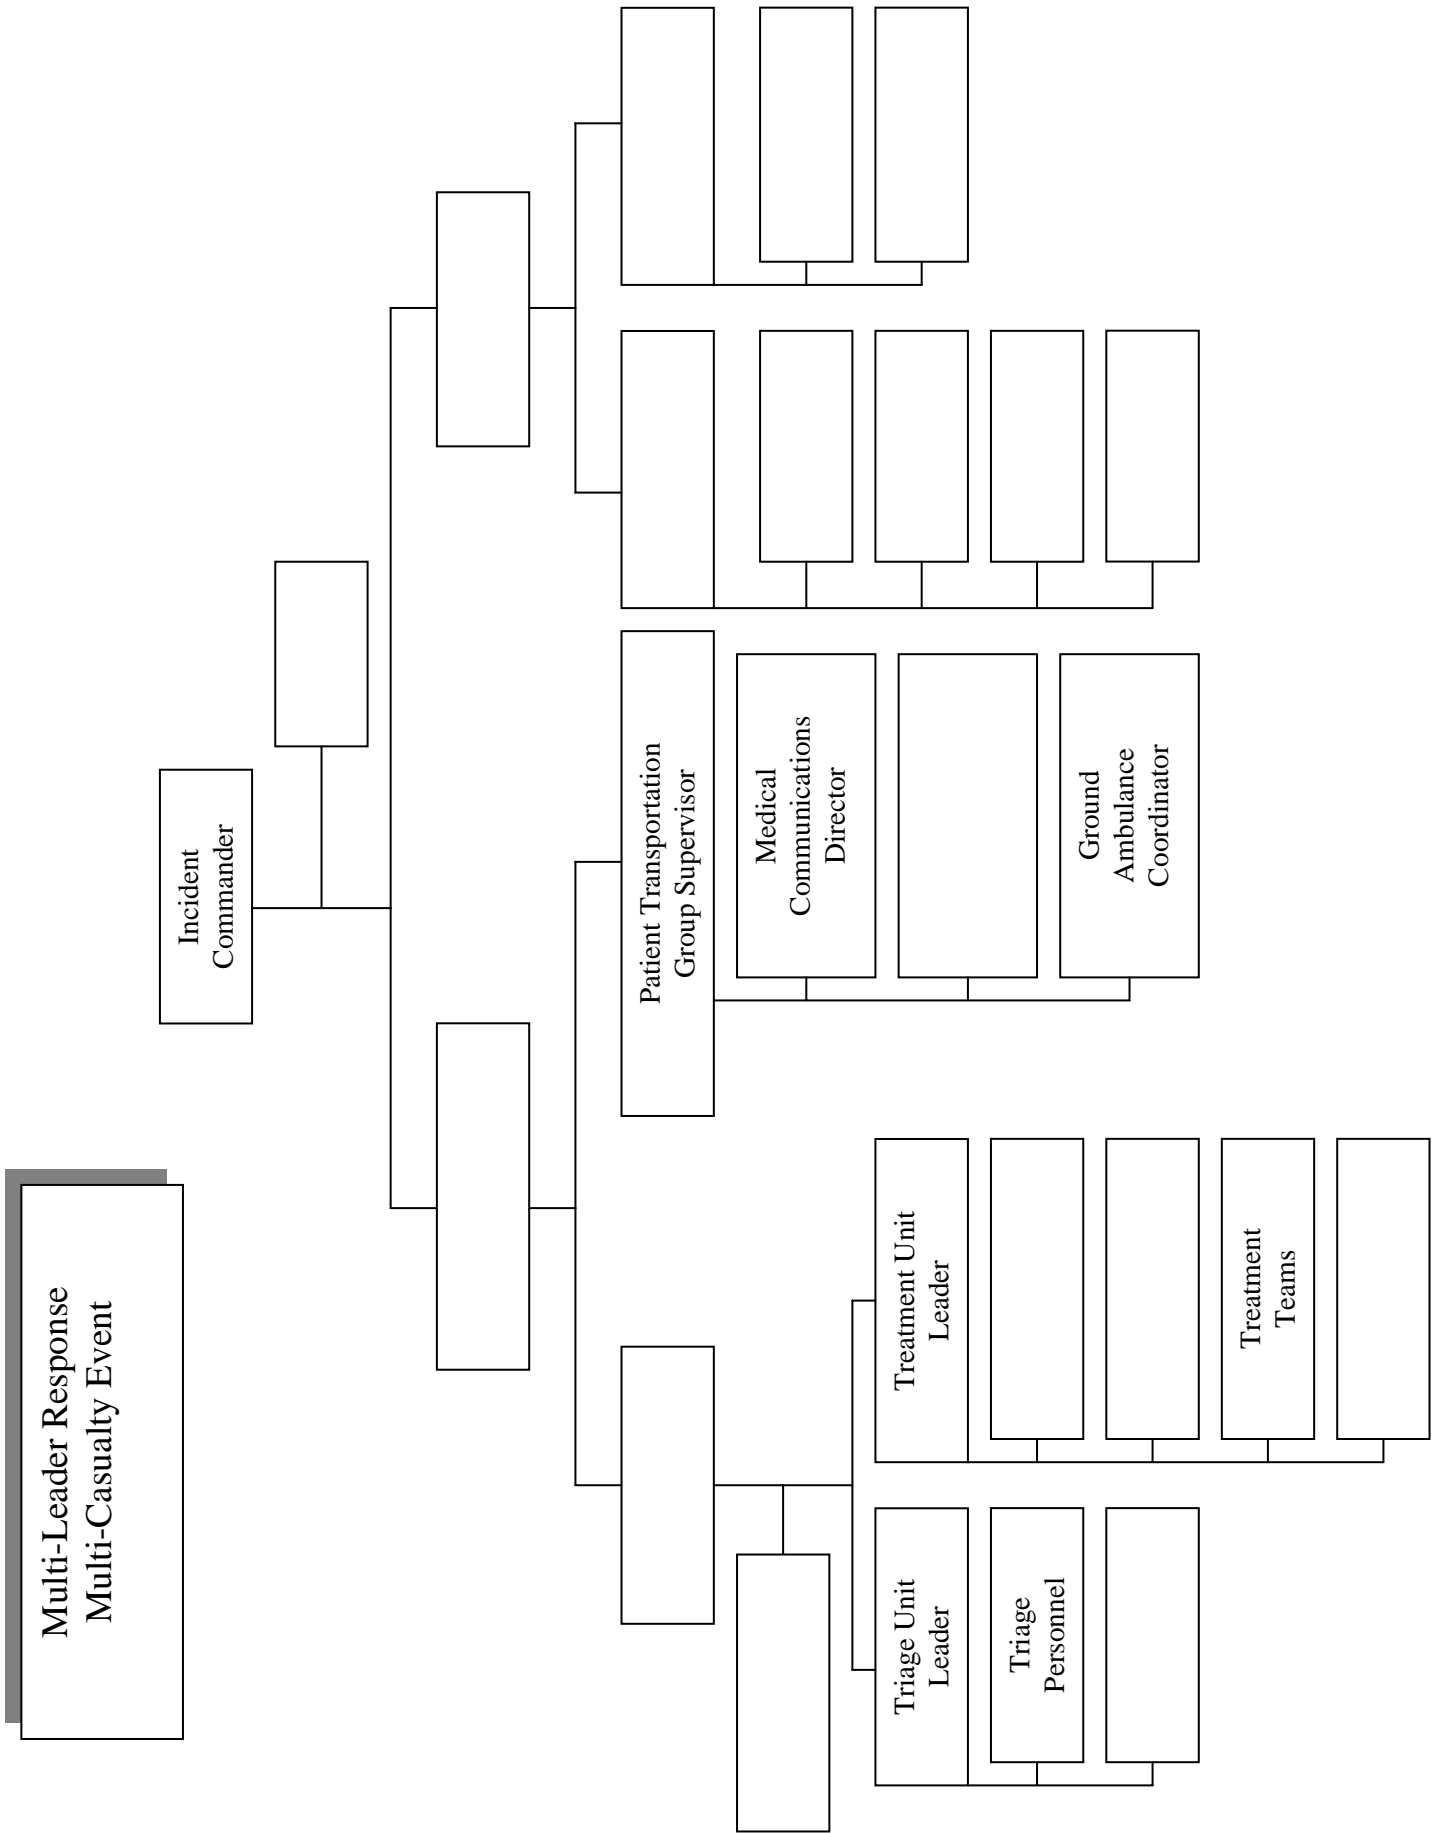 Multi-Leader Response
Multi-Casualty Event
Incident
Commander
Patient Transportation
Group Supervisor
Medical
Communications
Director
Ground
Ambulance
Coordinator
Triage Unit
Leader
Triage
Personnel
Treatment Unit
Leader
Treatment
Teams